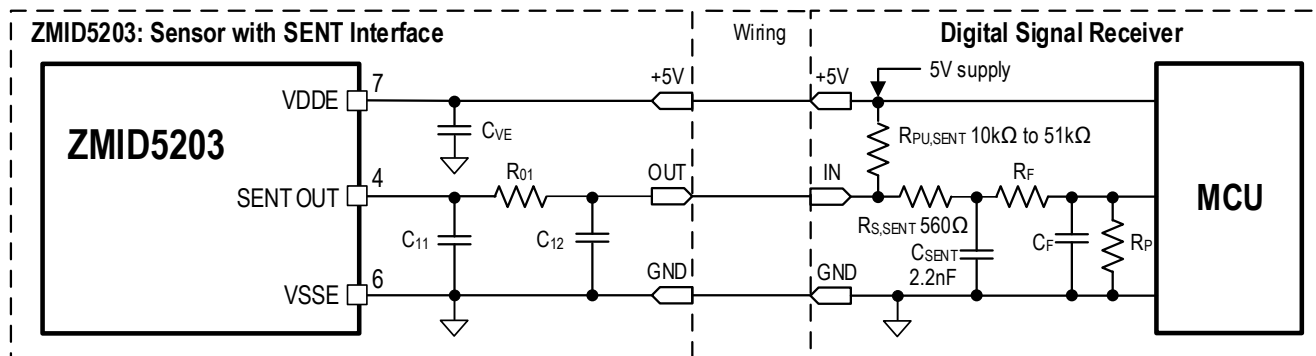 ZMID5203: Sensor with SENT Interface
Wiring
Digital Signal Receiver
7
VDDE
+5V
+5V
5V supply
CVE
ZMID5203
RPU,SENT 10kΩ to 51kΩ
4
SENT OUT
R01
OUT
IN
RF
MCU
RS,SENT 560Ω
C11
C12
CSENT
2.2nF
CF
RP
6
VSSE
GND
GND